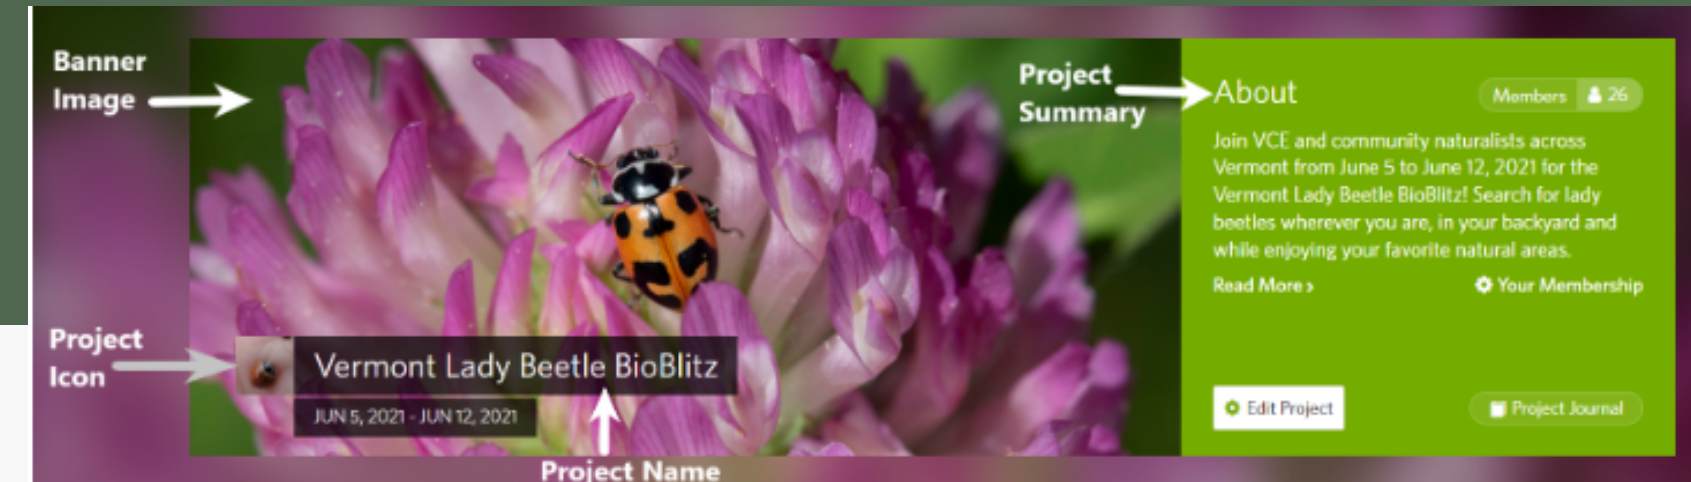 Banner
Image
Project
Summary
About
Members 26
Join VCE and community naturalists across
Vermont from June 5 to June 12, 2021 for the
Vermont Lady Beetle BioBlitz! Search for lady
beetles wherever you are, in your backyard and
while enjoying your favorite natural areas.
Read More ›
Your Membership
Project
Icon
Vermont Lady Beetle BioBlitz
JUN 5, 2021 - JUN 12, 2021
Project Name
Edit Project
Project Journal